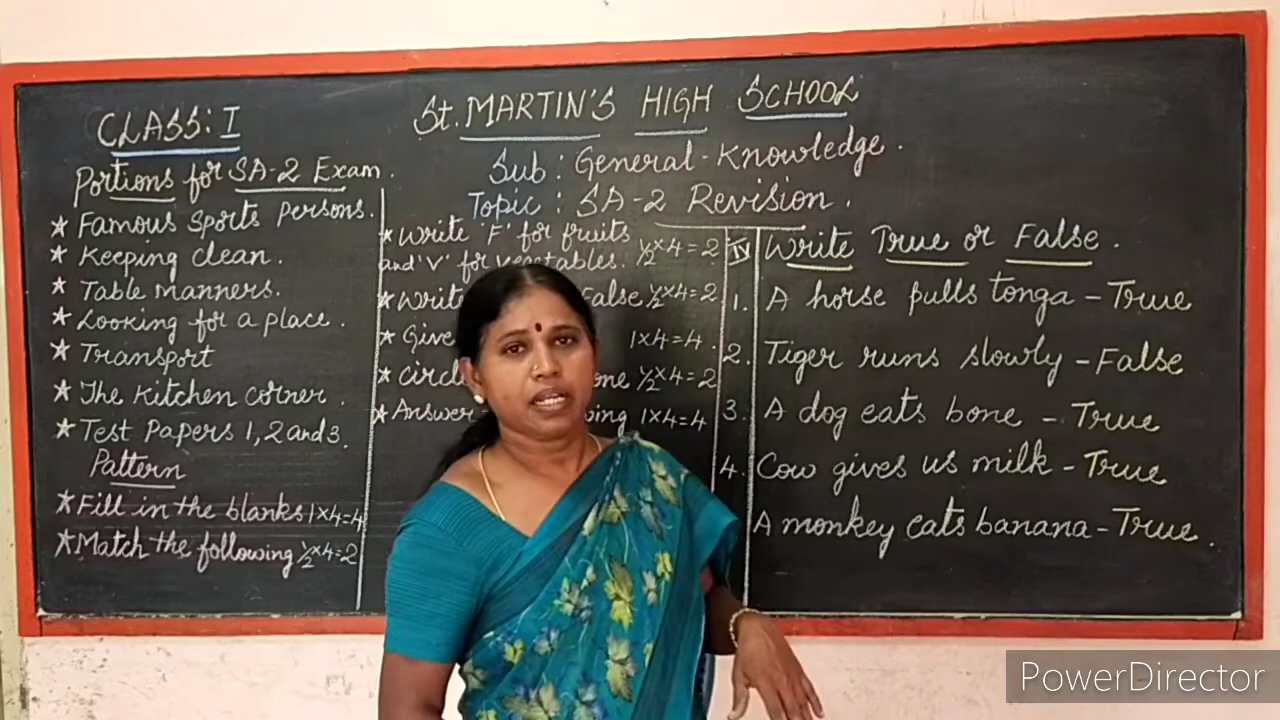 St. MARTIN'S HIGH SCHOOL
Sub : General - Knowledge .
Topic : SA-2 Revision .
CLASS: I
Portions for SA-2 Exam .
★ Famous Sports persons.
★ Keeping clean .
★ Table manners.
★ Looking for a place .
★ Transport
★ The Kitchen corner .
★ Test Papers 1, 2 and 3.
Pattern
★ Fill in the blanks 1×4=4
★ Match the following ½×4=2
★ Write 'F' for fruits
and 'V' for vegetables. ½×4=2
★ Write False ½×4=2
★ Give 1×4=4 .
★ circle one ½×4=2
★ Answer 1×4=4
IV Write True or False .
1. A horse pulls tonga - True
2. Tiger runs slowly - False
3. A dog eats bone - True
4. Cow gives us milk - True
A monkey eats banana - True .
PowerDirector